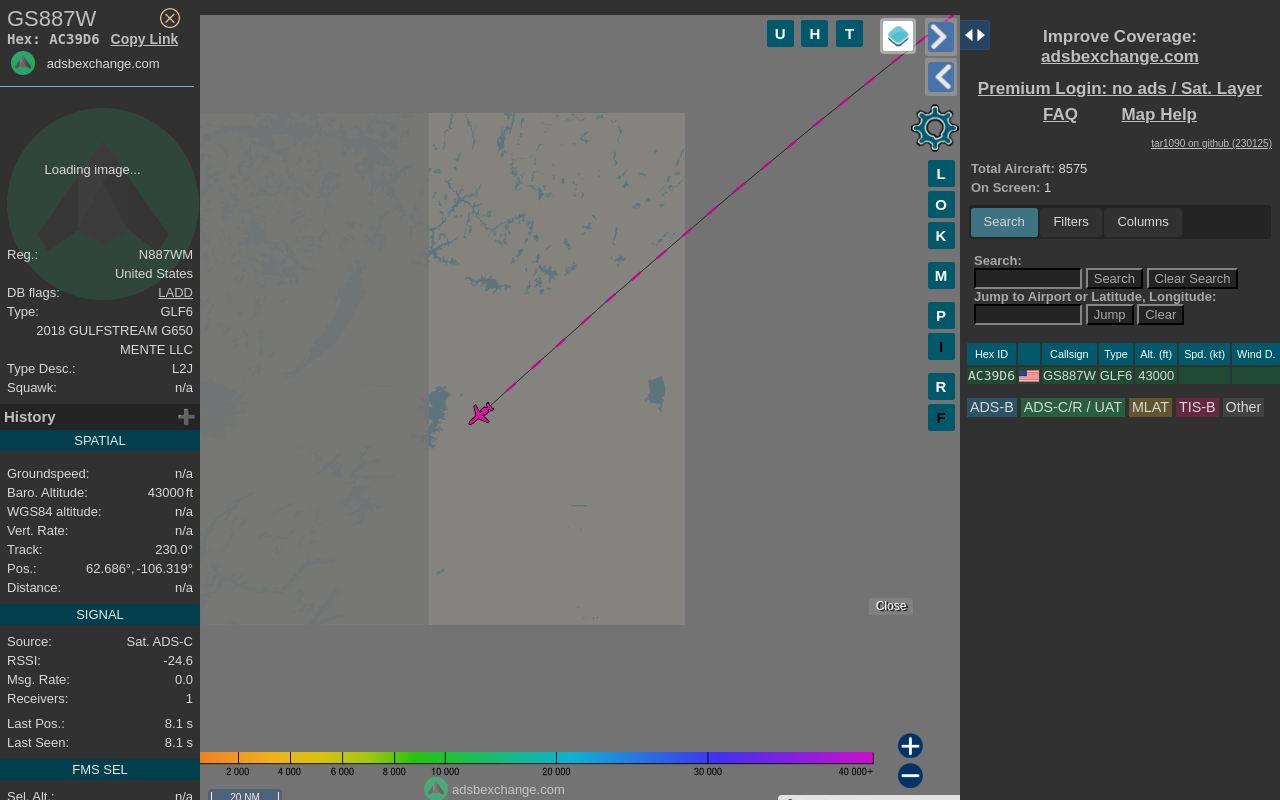 GS887W
Hex: AC39D6 Copy Link
adsbexchange.com
Loading image...
Reg.: N887WM
United States
DB flags: LADD
Type: GLF6
2018 GULFSTREAM G650
MENTE LLC
Type Desc.: L2J
Squawk: n/a
History
SPATIAL
Groundspeed: n/a
Baro. Altitude: 43000 ft
WGS84 altitude: n/a
Vert. Rate: n/a
Track: 230.0°
Pos.: 62.686°, -106.319°
Distance: n/a
SIGNAL
Source: Sat. ADS-C
RSSI: -24.6
Msg. Rate: 0.0
Receivers: 1
Last Pos.: 8.1 s
Last Seen: 8.1 s
FMS SEL
Sel. Alt.: n/a
U H T
L
O
K
M
P
I
R
F
Close
2 000 4 000 6 000 8 000 10 000 20 000 30 000 40 000+
adsbexchange.com
20 NM
Improve Coverage:
adsbexchange.com
Premium Login: no ads / Sat. Layer
FAQ Map Help
tar1090 on github (230125)
Total Aircraft: 8575
On Screen: 1
Search Filters Columns
Search:
Search Clear Search
Jump to Airport or Latitude, Longitude:
Jump Clear
Hex ID Callsign Type Alt. (ft) Spd. (kt) Wind D.
AC39D6 GS887W GLF6 43000
ADS-B ADS-C/R / UAT MLAT TIS-B Other